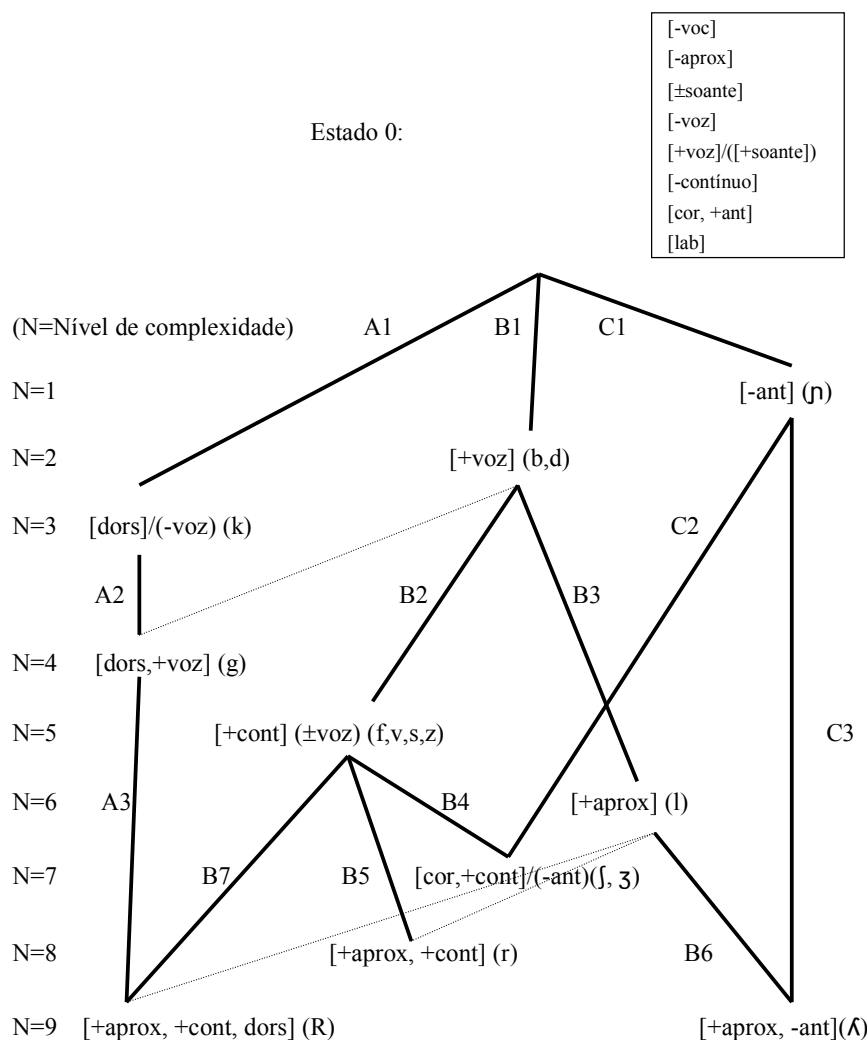 [-voc]
[-aprox]
[±soante]
Estado 0:
[-voz]
[+voz]/([+soante])
[-contínuo]
[cor, +ant]
[lab]
(N=Nível de complexidade) A1 B1 C1
N=1 [-ant] (ɲ)
N=2 [+voz] (b,d)
N=3 [dors]/(-voz) (k) C2
A2 B2 B3
N=4 [dors,+voz] (g)
N=5 [+cont] (±voz) (f,v,s,z) C3
N=6 A3 B4 [+aprox] (l)
N=7 B7 B5 [cor,+cont]/(-ant)(ʃ, ʒ)
N=8 [+aprox, +cont] (r) B6
N=9 [+aprox, +cont, dors] (R) [+aprox, -ant](ʎ)